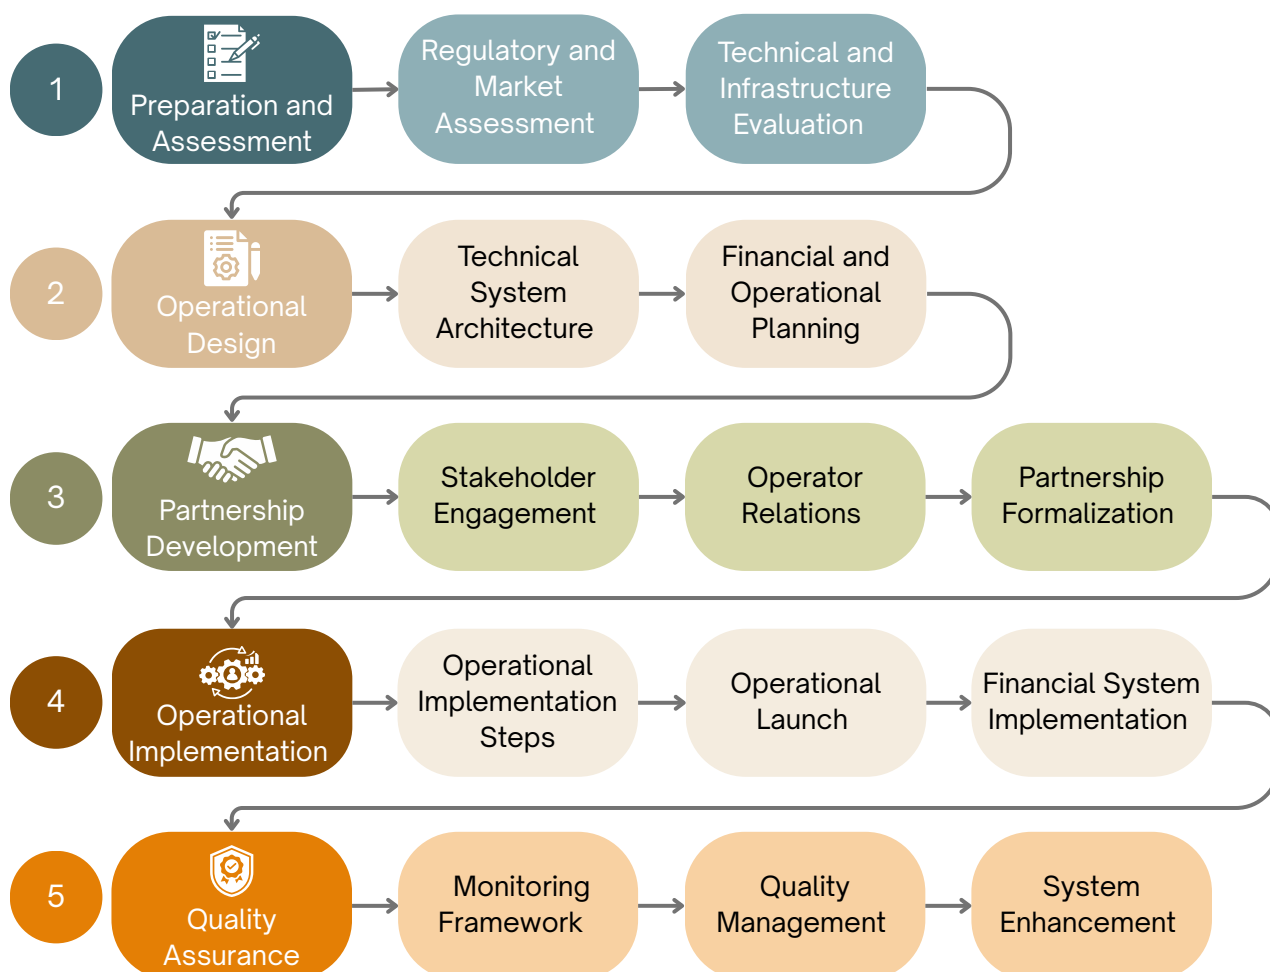 1
Preparation and
Assessment
Regulatory and
Market
Assessment
Technical and
Infrastructure
Evaluation
2
Operational
Design
Technical
System
Architecture
Financial and
Operational
Planning
3
Partnership
Development
Stakeholder
Engagement
Operator
Relations
Partnership
Formalization
4
Operational
Implementation
Operational
Implementation
Steps
Operational
Launch
Financial System
Implementation
5
Quality
Assurance
Monitoring
Framework
Quality
Management
System
Enhancement